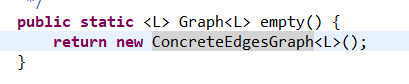 */
public static <L> Graph<L> empty() {
return new ConcreteEdgesGraph<L>();
}